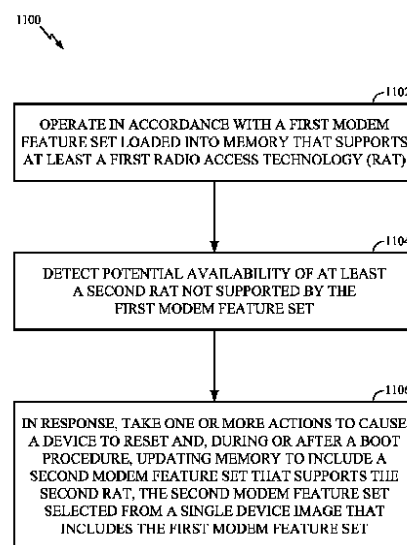 1100
1102
OPERATE IN ACCORDANCE WITH A FIRST MODEM
FEATURE SET LOADED INTO MEMORY THAT SUPPORTS
AT LEAST A FIRST RADIO ACCESS TECHNOLOGY (RAT)
1104
DETECT POTENTIAL AVAILABILITY OF AT LEAST
A SECOND RAT NOT SUPPORTED BY THE
FIRST MODEM FEATURE SET
1106
IN RESPONSE, TAKE ONE OR MORE ACTIONS TO CAUSE
A DEVICE TO RESET AND, DURING OR AFTER A BOOT
PROCEDURE, UPDATING MEMORY TO INCLUDE A
SECOND MODEM FEATURE SET THAT SUPPORTS THE
SECOND RAT, THE SECOND MODEM FEATURE SET
SELECTED FROM A SINGLE DEVICE IMAGE THAT
INCLUDES THE FIRST MODEM FEATURE SET